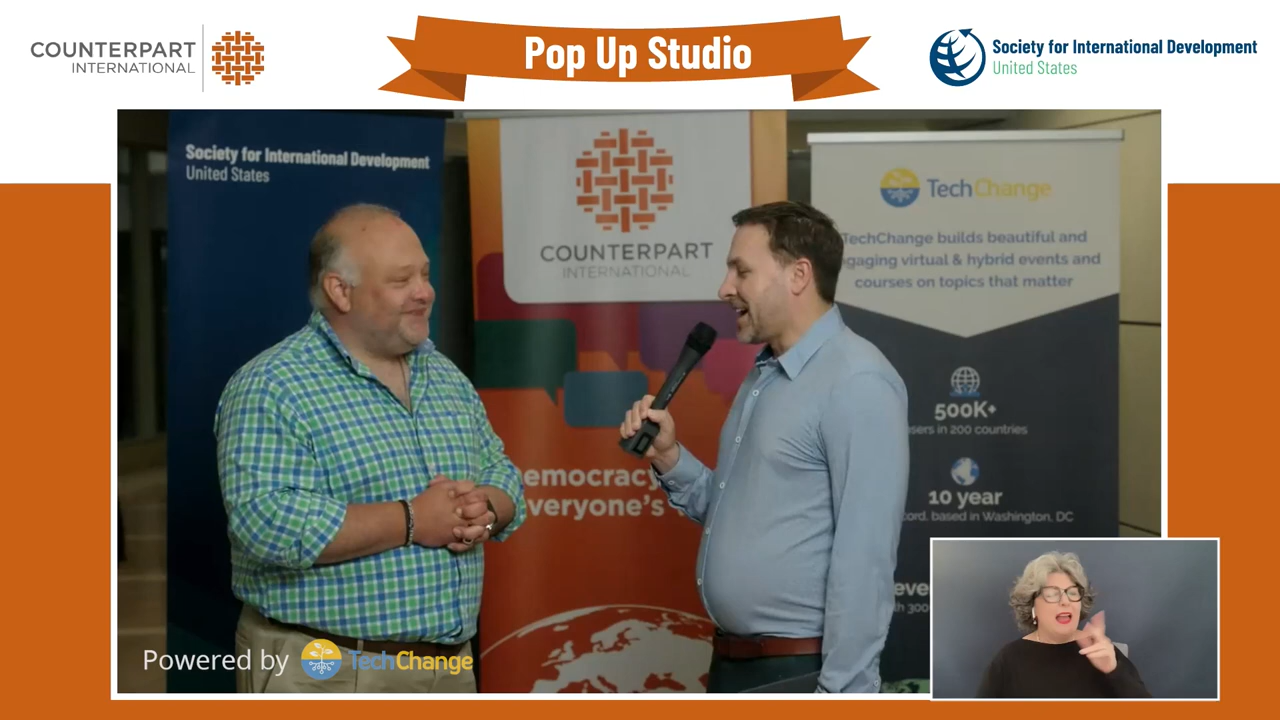 COUNTERPART
INTERNATIONAL
Pop Up Studio
Society for International Development
United States
Society for International Development
United States
COUNTERPART
INTERNATIONAL
TechChange
TechChange builds beautiful and
engaging virtual & hybrid events and
courses on topics that matter
500K+
users in 200 countries
10 year
based in Washington, DC
Powered by TechChange